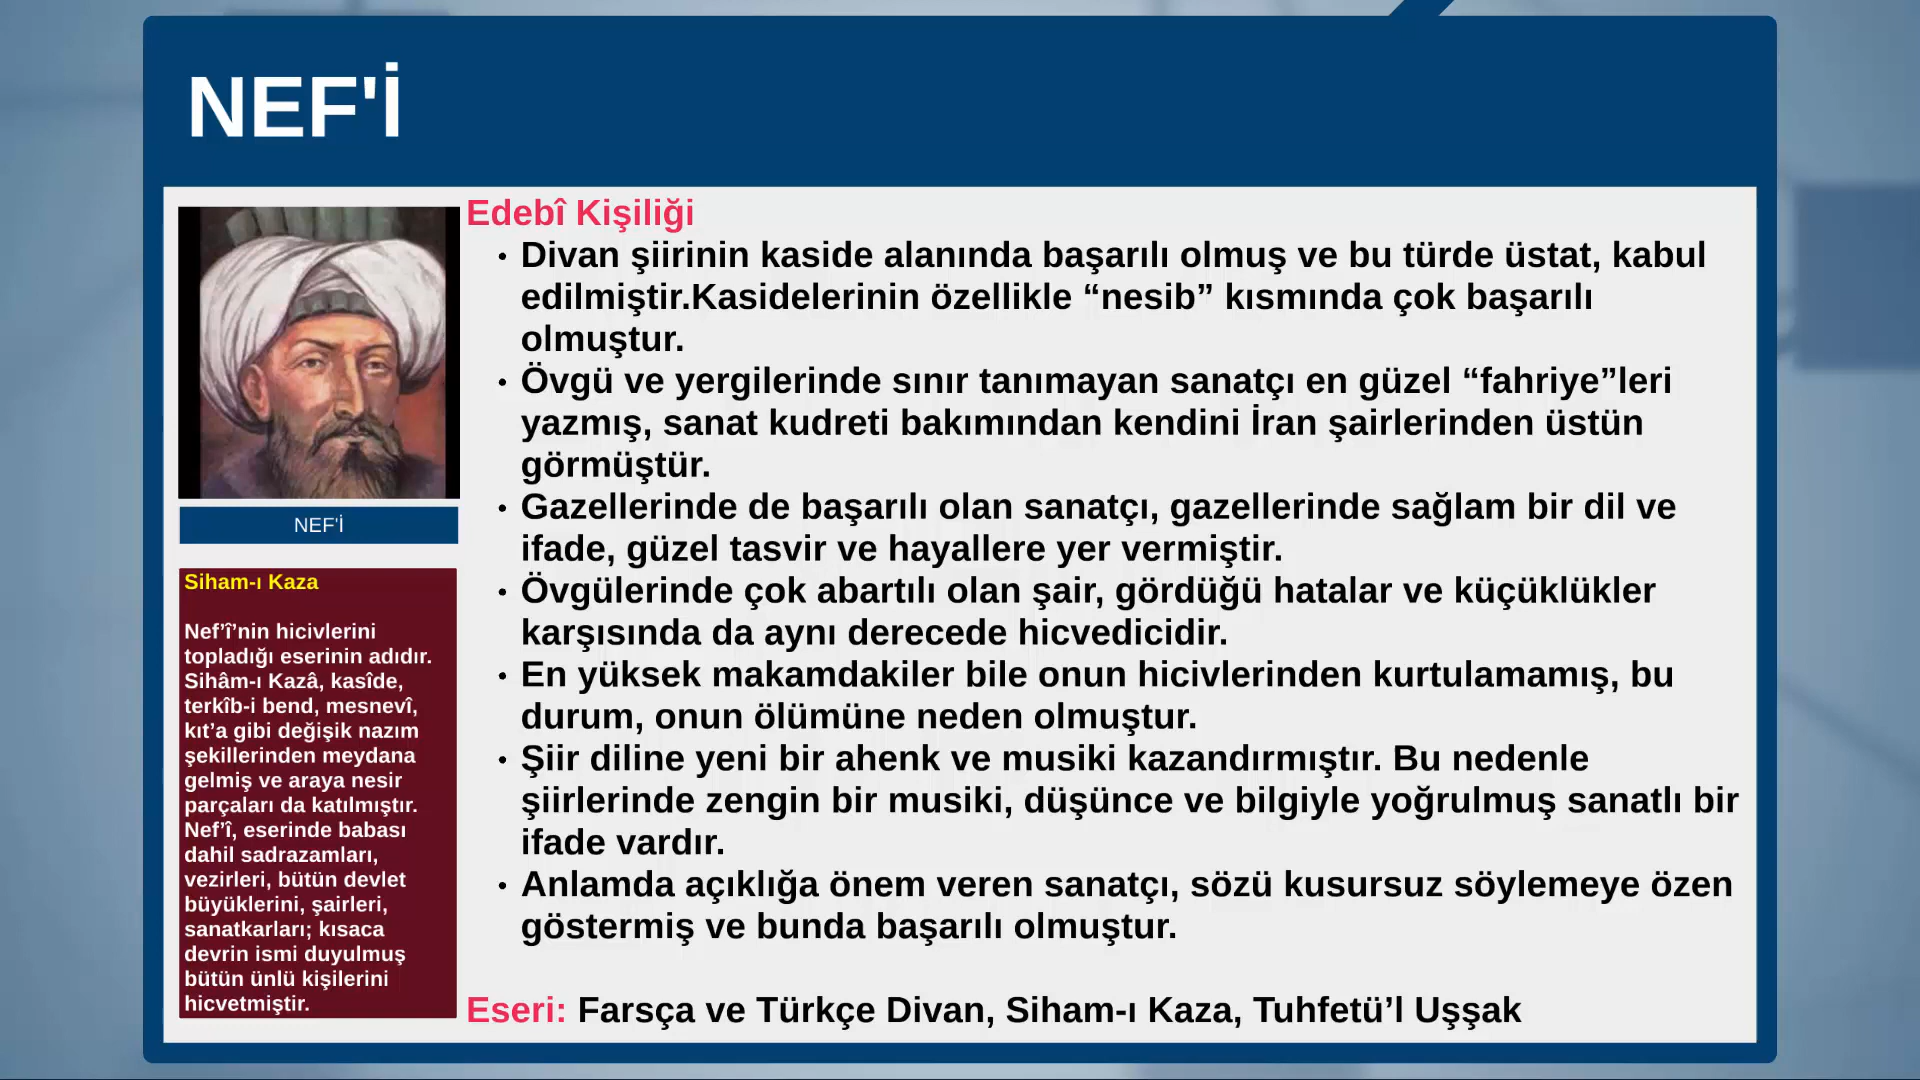 NEF'İ
NEF'İ
Siham-ı Kaza
Nef’î’nin hicivlerini
topladığı eserinin adıdır.
Sihâm-ı Kazâ, kasîde,
terkîb-i bend, mesnevî,
kıt’a gibi değişik nazım
şekillerinden meydana
gelmiş ve araya nesir
parçaları da katılmıştır.
Nef’î, eserinde babası
dahil sadrazamları,
vezirleri, bütün devlet
büyüklerini, şairleri,
sanatkarları; kısaca
devrin ismi duyulmuş
bütün ünlü kişilerini
hicvetmiştir.
Edebî Kişiliği
• Divan şiirinin kaside alanında başarılı olmuş ve bu türde üstat, kabul
edilmiştir.Kasidelerinin özellikle “nesib” kısmında çok başarılı
olmuştur.
• Övgü ve yergilerinde sınır tanımayan sanatçı en güzel “fahriye”leri
yazmış, sanat kudreti bakımından kendini İran şairlerinden üstün
görmüştür.
• Gazellerinde de başarılı olan sanatçı, gazellerinde sağlam bir dil ve
ifade, güzel tasvir ve hayallere yer vermiştir.
• Övgülerinde çok abartılı olan şair, gördüğü hatalar ve küçüklükler
karşısında da aynı derecede hicvedicidir.
• En yüksek makamdakiler bile onun hicivlerinden kurtulamamış, bu
durum, onun ölümüne neden olmuştur.
• Şiir diline yeni bir ahenk ve musiki kazandırmıştır. Bu nedenle
şiirlerinde zengin bir musiki, düşünce ve bilgiyle yoğrulmuş sanatlı bir
ifade vardır.
• Anlamda açıklığa önem veren sanatçı, sözü kusursuz söylemeye özen
göstermiş ve bunda başarılı olmuştur.
Eseri: Farsça ve Türkçe Divan, Siham-ı Kaza, Tuhfetü’l Uşşak